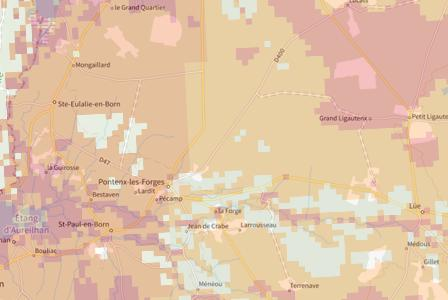 le Grand Quartier
Mongaillard
D400
Ste-Eulalie-en-Born
Grand Ligautenx
Petit Ligaute
D47
la Guirosse
Pontenx-les-Forges
Lardit
Bestaven
Pécamp
La Forge
Lüe
Étang
d'Aureilhan
St-Paul-en-Born
Jean de Crabe
Larrousseau
Bouliac
Médous
Gillet
Ménéou
Terrenave